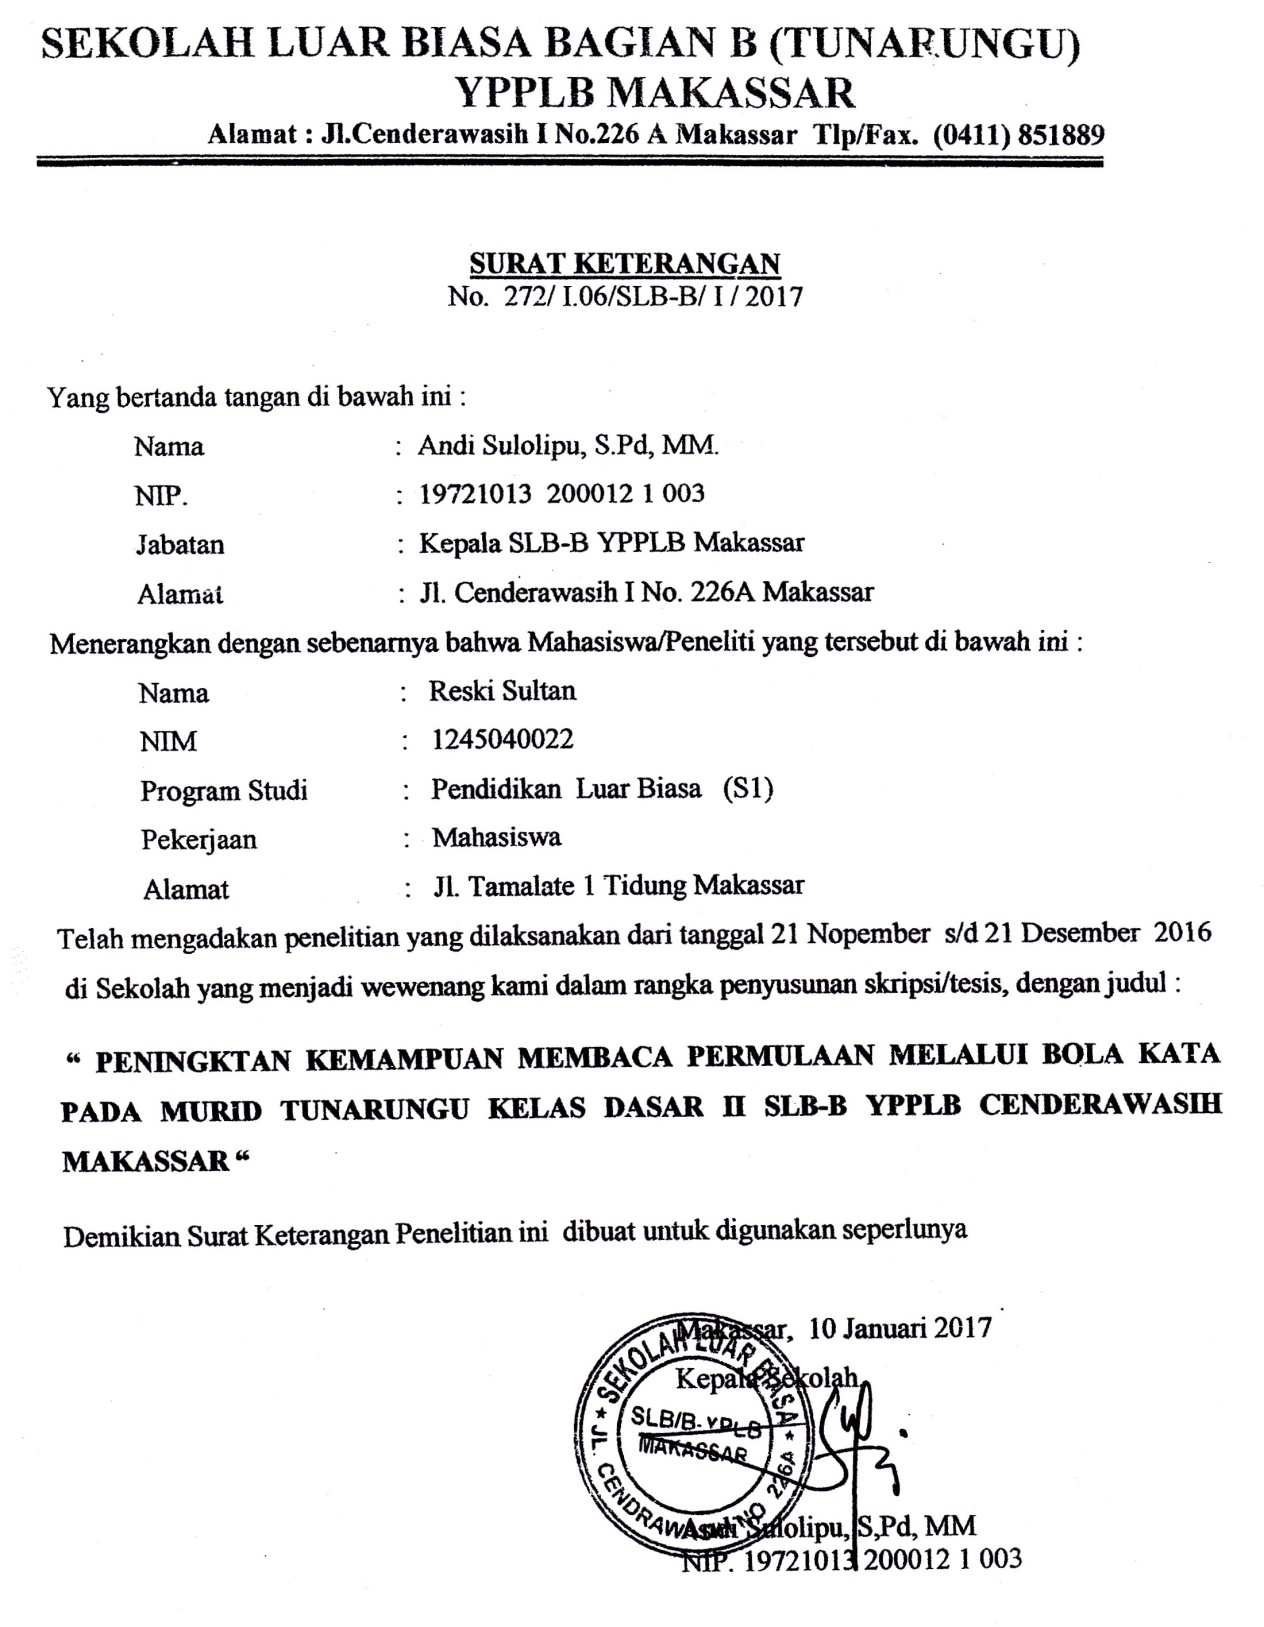 SEKOLAH LUAR BIASA BAGIAN B (TUNARUNGU)
YPPLB MAKASSAR
Alamat : Jl.Cenderawasih I No.226 A Makassar Tlp/Fax. (0411) 851889
SURAT KETERANGAN
No. 272/ I.06/SLB-B/ I / 2017
Yang bertanda tangan di bawah ini :
Nama : Andi Sulolipu, S.Pd, MM.
NIP. : 19721013 200012 1 003
Jabatan : Kepala SLB-B YPPLB Makassar
Alamat : Jl. Cenderawasih I No. 226A Makassar
Menerangkan dengan sebenarnya bahwa Mahasiswa/Peneliti yang tersebut di bawah ini :
Nama : Reski Sultan
NIM : 1245040022
Program Studi : Pendidikan Luar Biasa (S1)
Pekerjaan : Mahasiswa
Alamat : Jl. Tamalate 1 Tidung Makassar
Telah mengadakan penelitian yang dilaksanakan dari tanggal 21 Nopember s/d 21 Desember 2016
di Sekolah yang menjadi wewenang kami dalam rangka penyusunan skripsi/tesis, dengan judul :
“ PENINGKTAN KEMAMPUAN MEMBACA PERMULAAN MELALUI BOLA KATA
PADA MURID TUNARUNGU KELAS DASAR II SLB-B YPPLB CENDERAWASIH
MAKASSAR “
Demikian Surat Keterangan Penelitian ini dibuat untuk digunakan seperlunya
Makassar, 10 Januari 2017
Kepala Sekolah
SEKOLAH LUAR BIASA
SLB/B-YPLB
MAKASSAR
JL. CENDRAWASIH NO 226A
Andi Sulolipu, S,Pd, MM
NIP. 19721013 200012 1 003